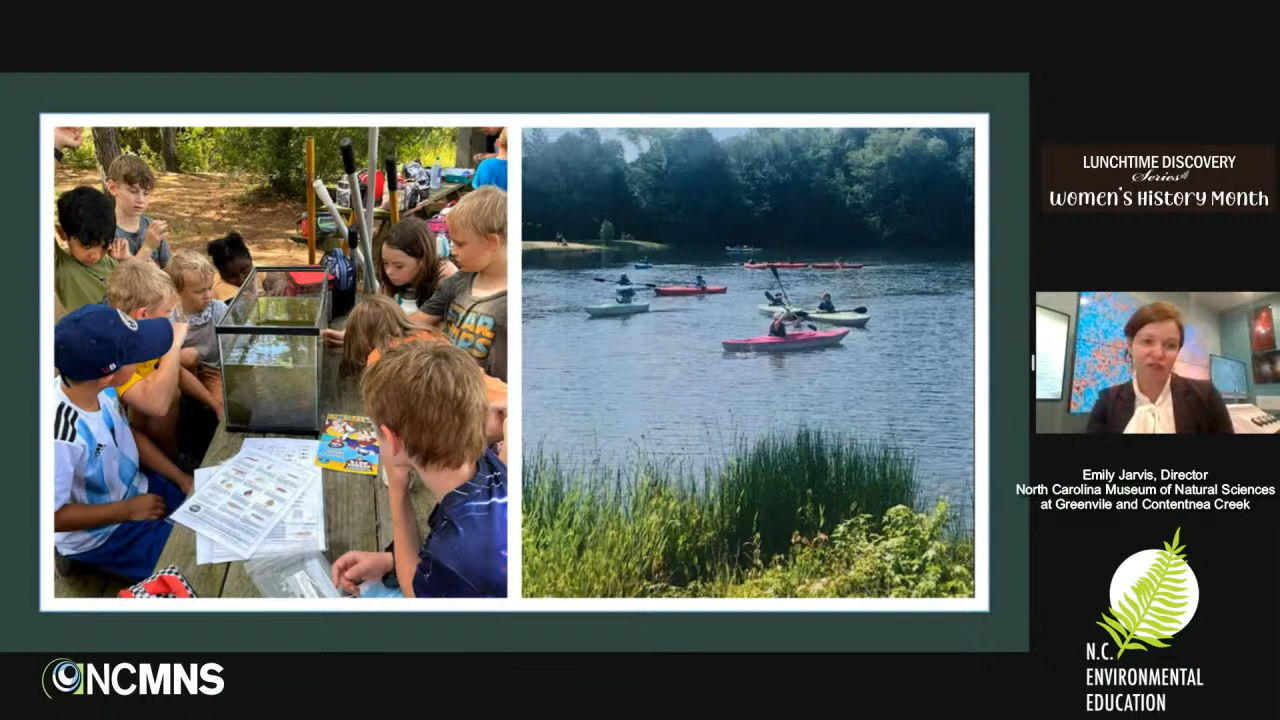 LUNCHTIME DISCOVERY
Series
WOMEN'S HISTORY MONTH
Emily Jarvis, Director
North Carolina Museum of Natural Sciences
at Greenvile and Contentnea Creek
NCMNS
N.C.
ENVIRONMENTAL
EDUCATION